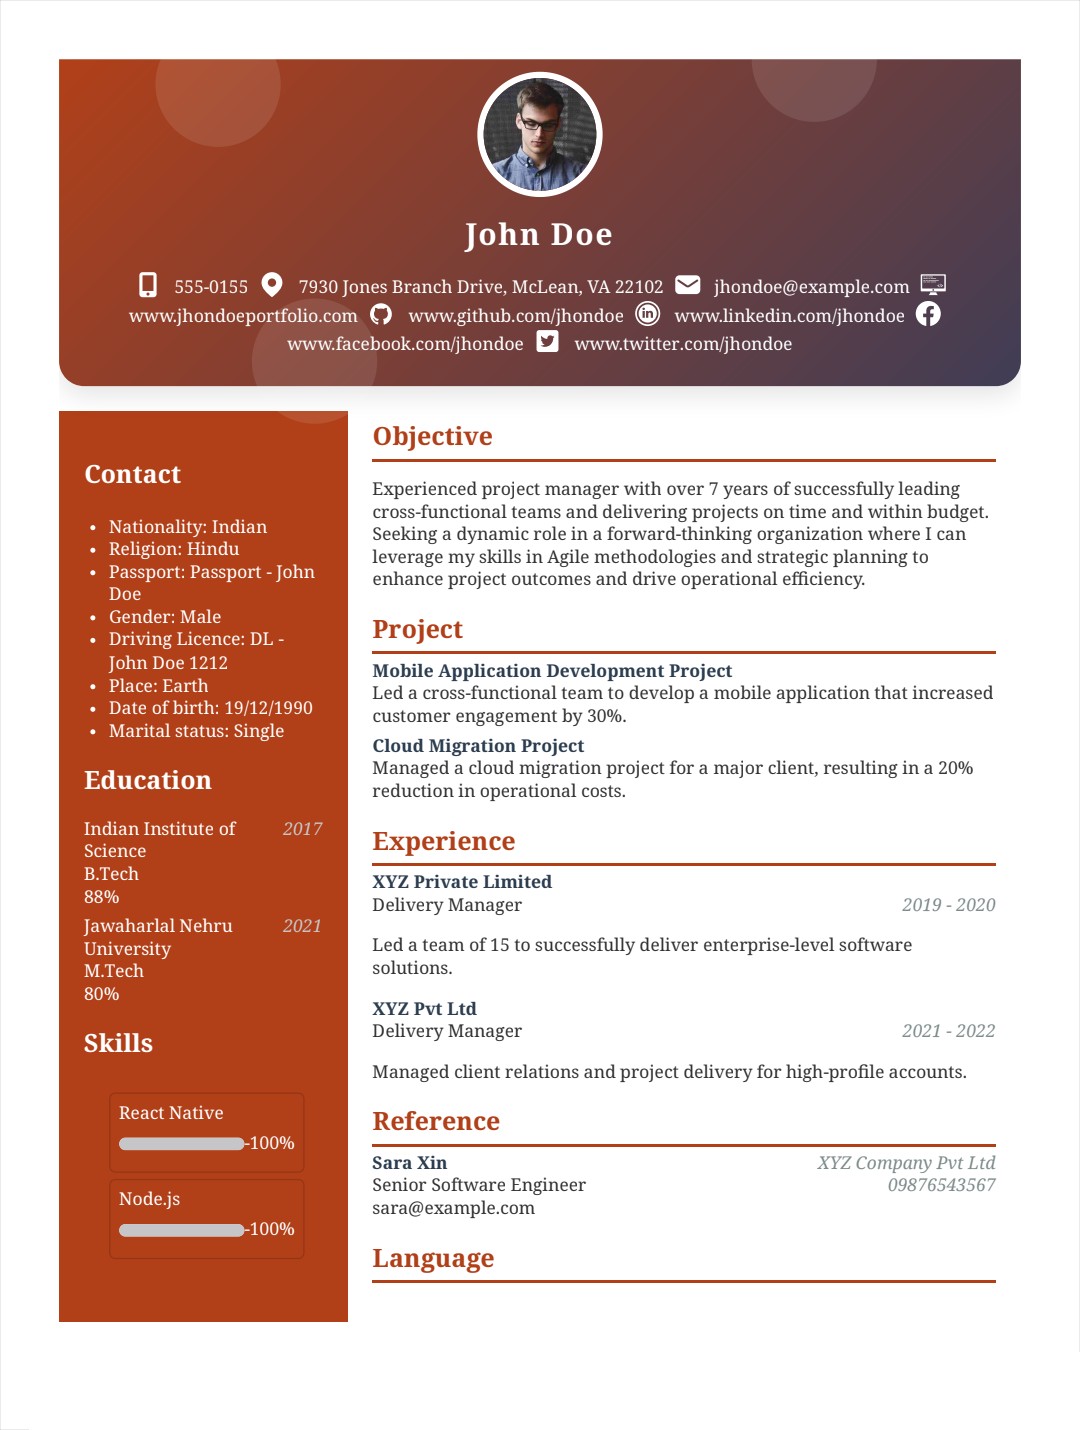 John Doe
555-0155 7930 Jones Branch Drive, McLean, VA 22102 jhondoe@example.com
www.jhondoeportfolio.com www.github.com/jhondoe www.linkedin.com/jhondoe
www.facebook.com/jhondoe www.twitter.com/jhondoe
Contact
• Nationality: Indian
• Religion: Hindu
• Passport: Passport - John
Doe
• Gender: Male
• Driving Licence: DL -
John Doe 1212
• Place: Earth
• Date of birth: 19/12/1990
• Marital status: Single
Education
Indian Institute of 2017
Science
B.Tech
88%
Jawaharlal Nehru 2021
University
M.Tech
80%
Skills
React Native
-100%
Node.js
-100%
Objective
Experienced project manager with over 7 years of successfully leading
cross-functional teams and delivering projects on time and within budget.
Seeking a dynamic role in a forward-thinking organization where I can
leverage my skills in Agile methodologies and strategic planning to
enhance project outcomes and drive operational efficiency.
Project
Mobile Application Development Project
Led a cross-functional team to develop a mobile application that increased
customer engagement by 30%.
Cloud Migration Project
Managed a cloud migration project for a major client, resulting in a 20%
reduction in operational costs.
Experience
XYZ Private Limited
Delivery Manager 2019 - 2020
Led a team of 15 to successfully deliver enterprise-level software
solutions.
XYZ Pvt Ltd
Delivery Manager 2021 - 2022
Managed client relations and project delivery for high-profile accounts.
Reference
Sara Xin XYZ Company Pvt Ltd
Senior Software Engineer 09876543567
sara@example.com
Language